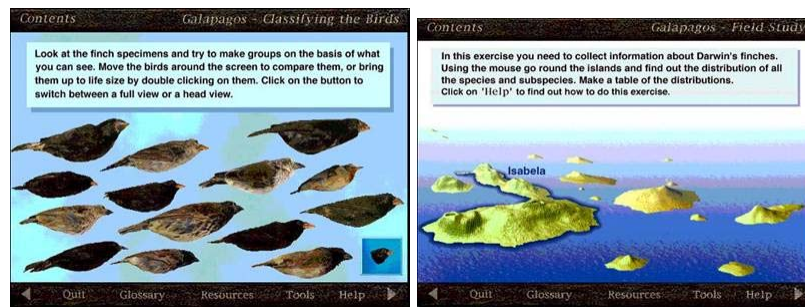 Contents Galapagos - Classifying the Birds
Look at the finch specimens and try to make groups on the basis of what
you can see. Move the birds around the screen to compare them, or bring
them up to life size by double clicking on them. Click on the button to
switch between a full view or a head view.
Quit Glossary Resources Tools Help
Contents Galapagos - Field Study
In this exercise you need to collect information about Darwin's finches.
Using the mouse go round the islands and find out the distribution of all
the species and subspecies. Make a table of the distributions.
Click on 'Help' to find out how to do this exercise.
Isabela
Quit Glossary Resources Tools Help